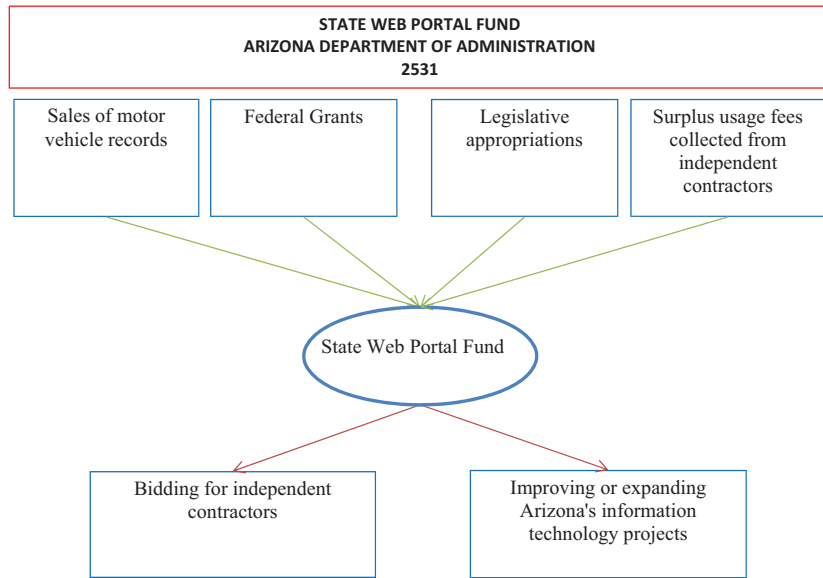 STATE WEB PORTAL FUND
ARIZONA DEPARTMENT OF ADMINISTRATION
2531
Sales of motor
vehicle records
Federal Grants
Legislative
appropriations
Surplus usage fees
collected from
independent
contractors
State Web Portal Fund
Bidding for independent
contractors
Improving or expanding
Arizona's information
technology projects